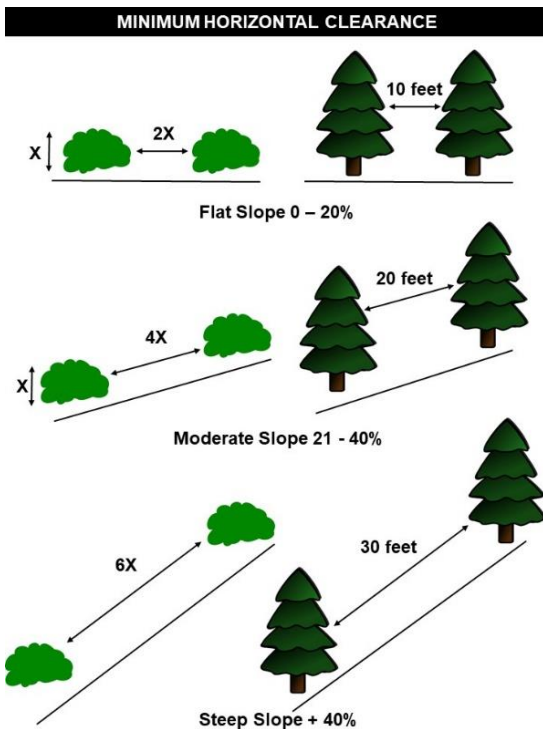 MINIMUM HORIZONTAL CLEARANCE
10 feet
2X
X
Flat Slope 0 – 20%
20 feet
4X
X
Moderate Slope 21 - 40%
30 feet
6X
Steep Slope + 40%